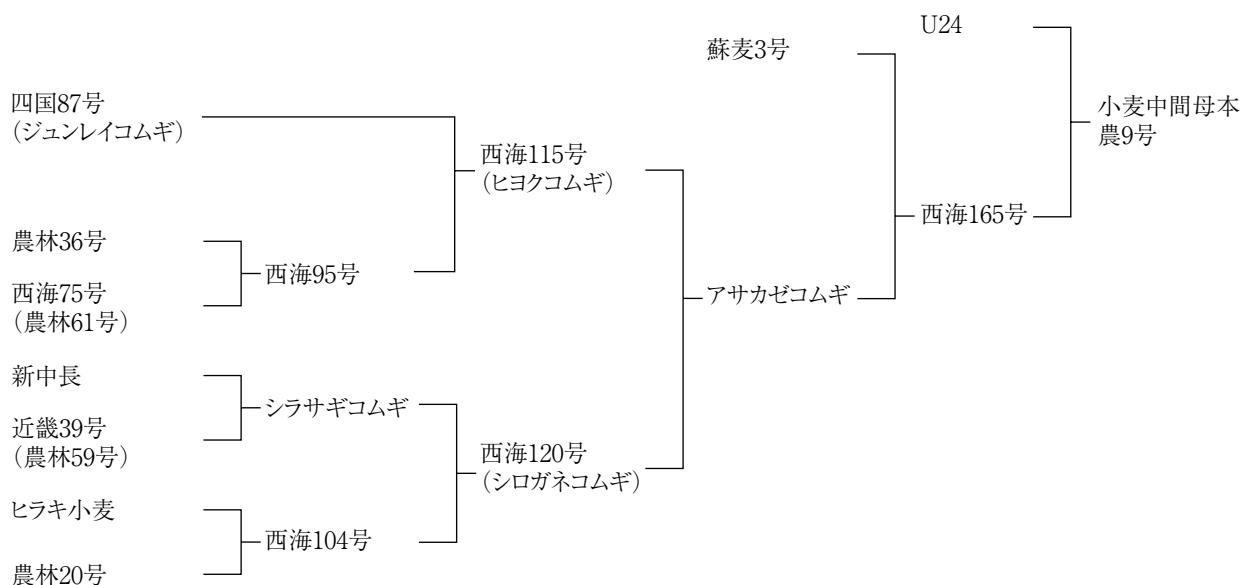 U24
蘇麦3号
四国87号
（ジュンレイコムギ）
小麦中間母本
農9号
西海115号
（ヒヨクコムギ）
西海165号
農林36号
西海95号
西海75号
（農林61号）
アサカゼコムギ
新中長
シラサギコムギ
近畿39号
（農林59号）
西海120号
（シロガネコムギ）
ヒラキ小麦
西海104号
農林20号